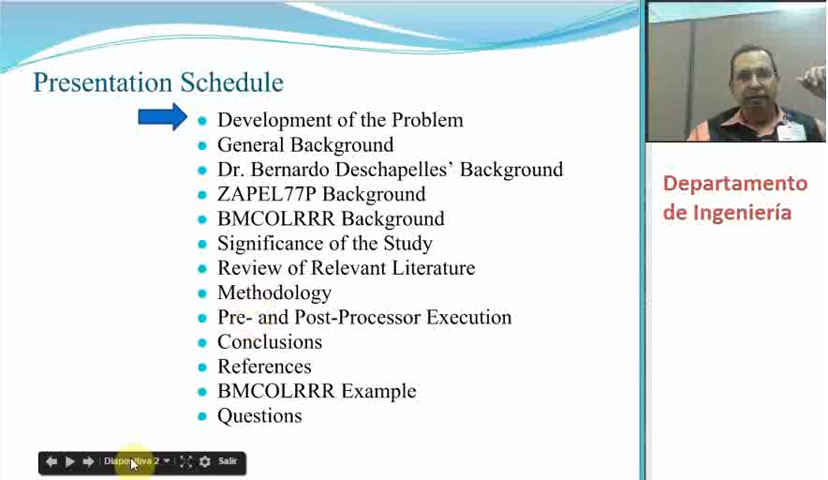 Presentation Schedule
Development of the Problem
General Background
Dr. Bernardo Deschapelles' Background
ZAPEL77P Background
BMCOLRRR Background
Significance of the Study
Review of Relevant Literature
Methodology
Pre- and Post-Processor Execution
Conclusions
References
BMCOLRRR Example
Questions
Departamento
de Ingeniería
Diapositiva 2
Salir